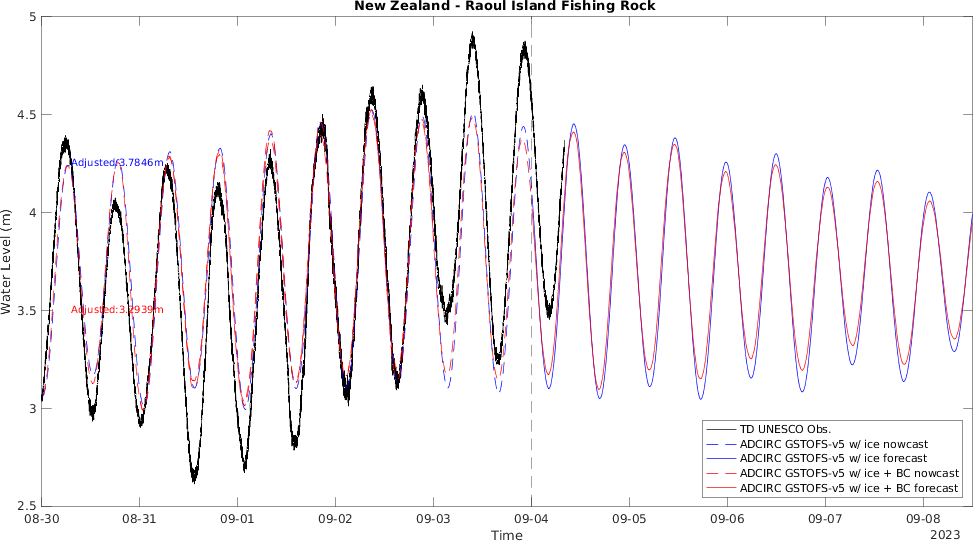 New Zealand - Raoul Island Fishing Rock
5
4.5
4
3.5
3
2.5
Water Level (m)
Adjusted:3.7846m
Adjusted:3.2939m
TD UNESCO Obs.
ADCIRC GSTOFS-v5 w/ ice nowcast
ADCIRC GSTOFS-v5 w/ ice forecast
ADCIRC GSTOFS-v5 w/ ice + BC nowcast
ADCIRC GSTOFS-v5 w/ ice + BC forecast
08-30 08-31 09-01 09-02 09-03 09-04 09-05 09-06 09-07 09-08
Time
2023